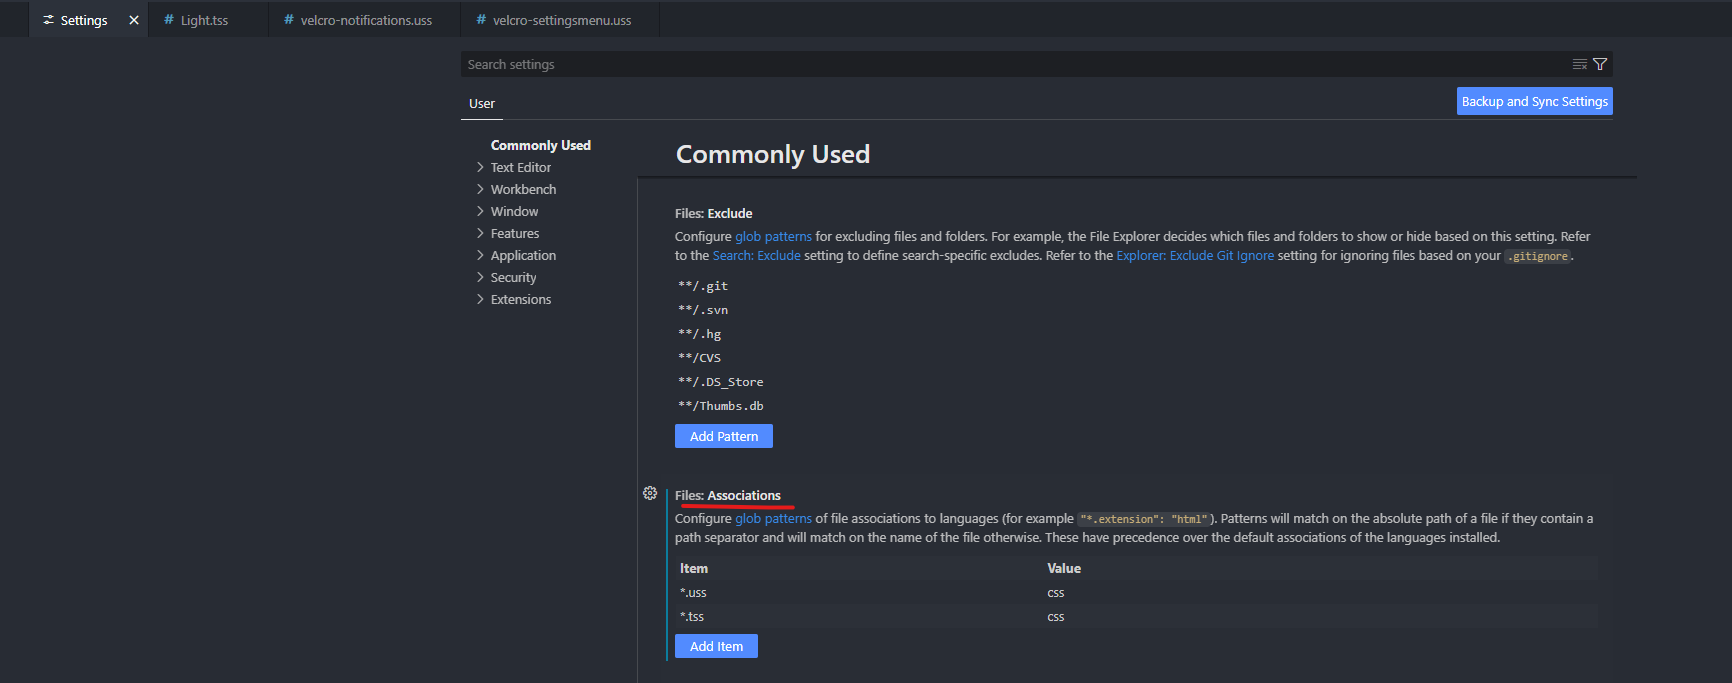 Settings
# Light.tss
# velcro-notifications.uss
# velcro-settingsmenu.uss
Search settings
User
Backup and Sync Settings
Commonly Used
Text Editor
Workbench
Window
Features
Application
Security
Extensions
Commonly Used
Files: Exclude
Configure glob patterns for excluding files and folders. For example, the File Explorer decides which files and folders to show or hide based on this setting. Refer
to the Search: Exclude setting to define search-specific excludes. Refer to the Explorer: Exclude Git Ignore setting for ignoring files based on your .gitignore.
**/.git
**/.svn
**/.hg
**/CVS
**/.DS_Store
**/Thumbs.db
Add Pattern
Files: Associations
Configure glob patterns of file associations to languages (for example "*.extension": "html"). Patterns will match on the absolute path of a file if they contain a
path separator and will match on the name of the file otherwise. These have precedence over the default associations of the languages installed.
Item Value
*.uss css
*.tss css
Add Item